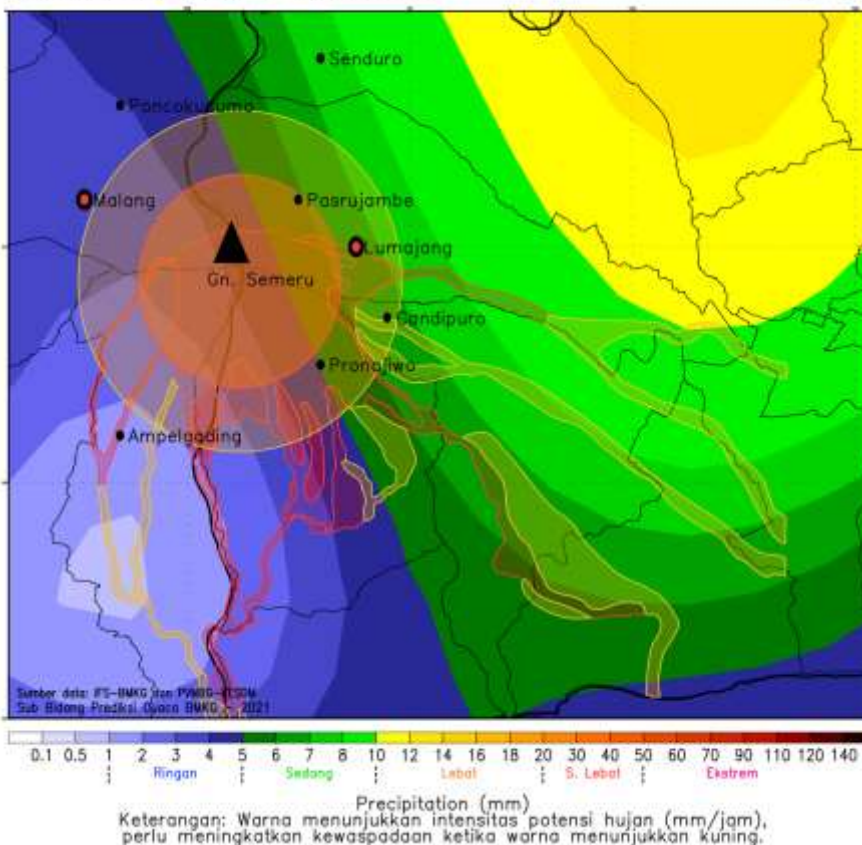 Senduro
Poncokusumo
Malang
Pasrujambe
Lumajang
Gn. Semeru
Candipuro
Pronojiwo
Ampelgading
Sumber data: IFS-BMKG dan PVMBG-ESDM
Sub Bidang Prediksi Cuaca BMKG - 2021
0.1 0.5 1 2 3 4 5 6 7 8 10 12 14 16 18 20 30 40 50 60 70 90 110 120 140
Ringan Sedang Lebat S. Lebat Ekstrem
Precipitation (mm)
Keterangan: Warna menunjukkan intensitas potensi hujan (mm/jam),
perlu meningkatkan kewaspadaan ketika warna menunjukkan kuning.